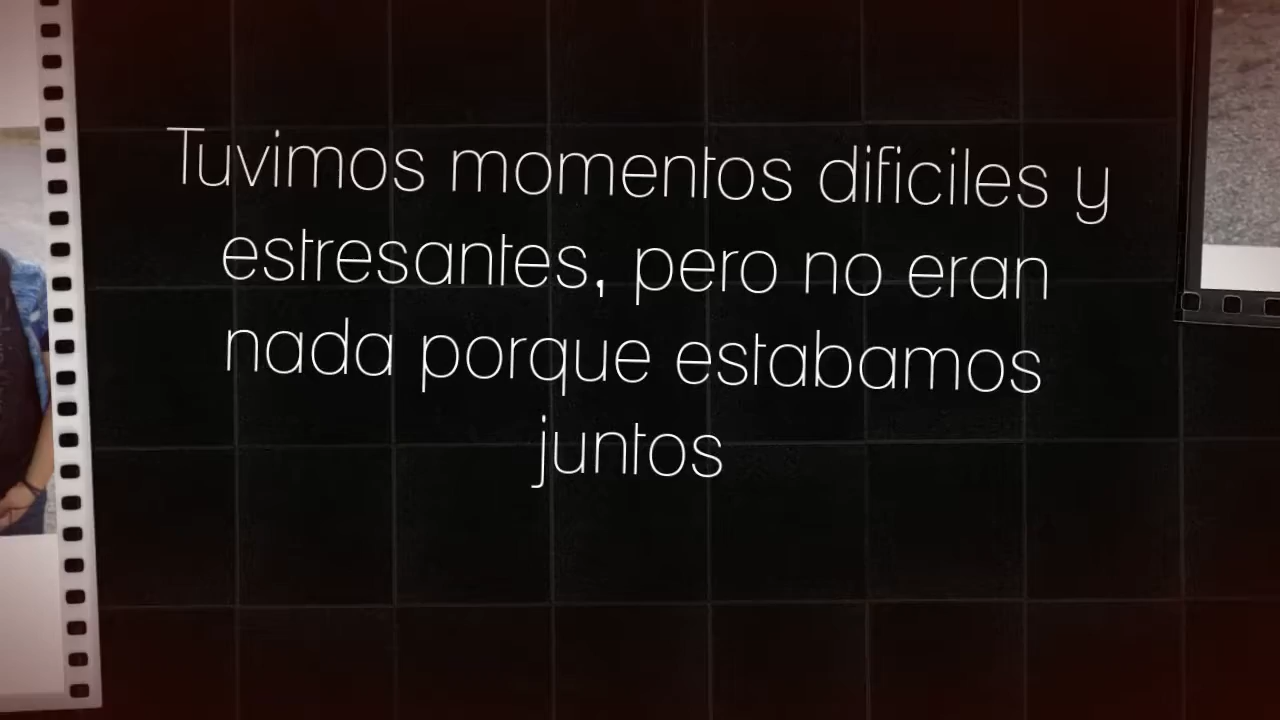 Tuvimos momentos dificiles y
estresantes, pero no eran
nada porque estabamos
juntos